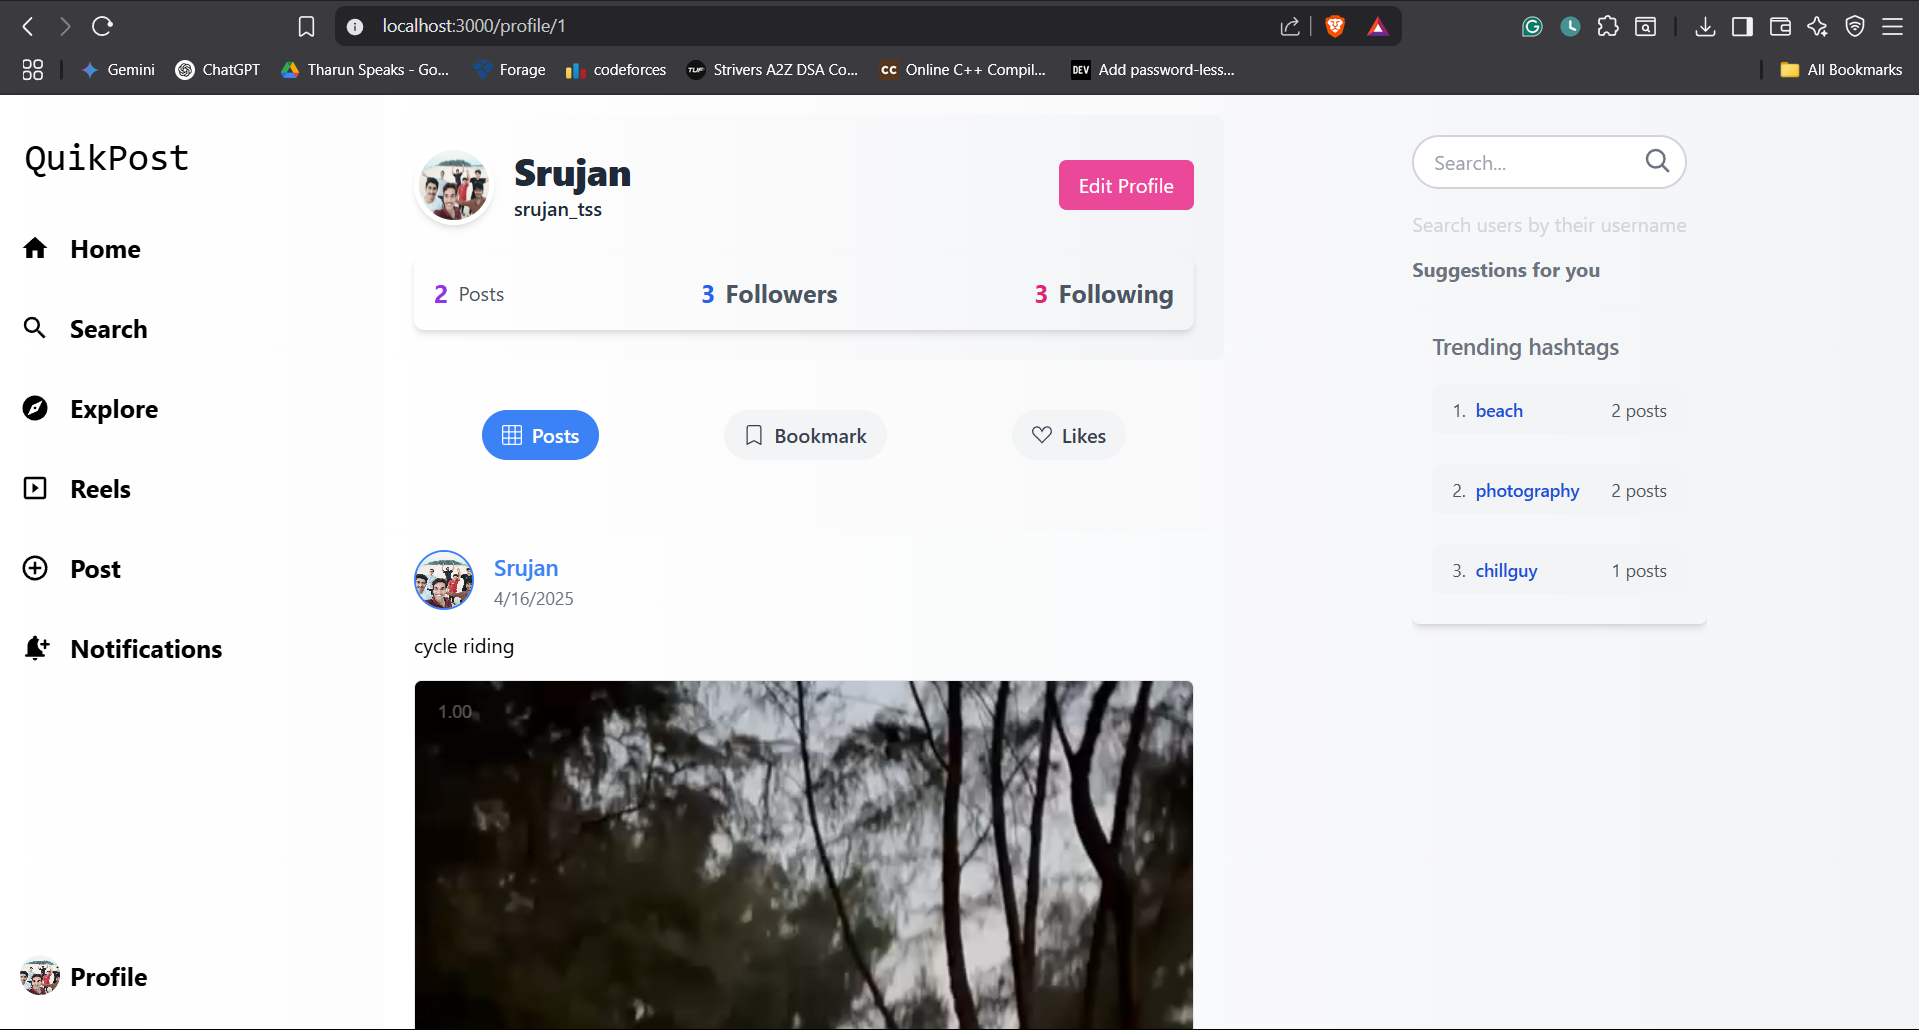 localhost:3000/profile/1
Gemini
ChatGPT
Tharun Speaks - Go...
Forage
codeforces
TUF Strivers A2Z DSA Co...
CC Online C++ Compil...
DEV Add password-less...
All Bookmarks
QuikPost
Home
Search
Explore
Reels
Post
Notifications
Profile
Srujan
srujan_tss
Edit Profile
2 Posts
3 Followers
3 Following
Posts
Bookmark
Likes
Srujan
4/16/2025
cycle riding
1.00
Search...
Search users by their username
Suggestions for you
Trending hashtags
1. beach 2 posts
2. photography 2 posts
3. chillguy 1 posts